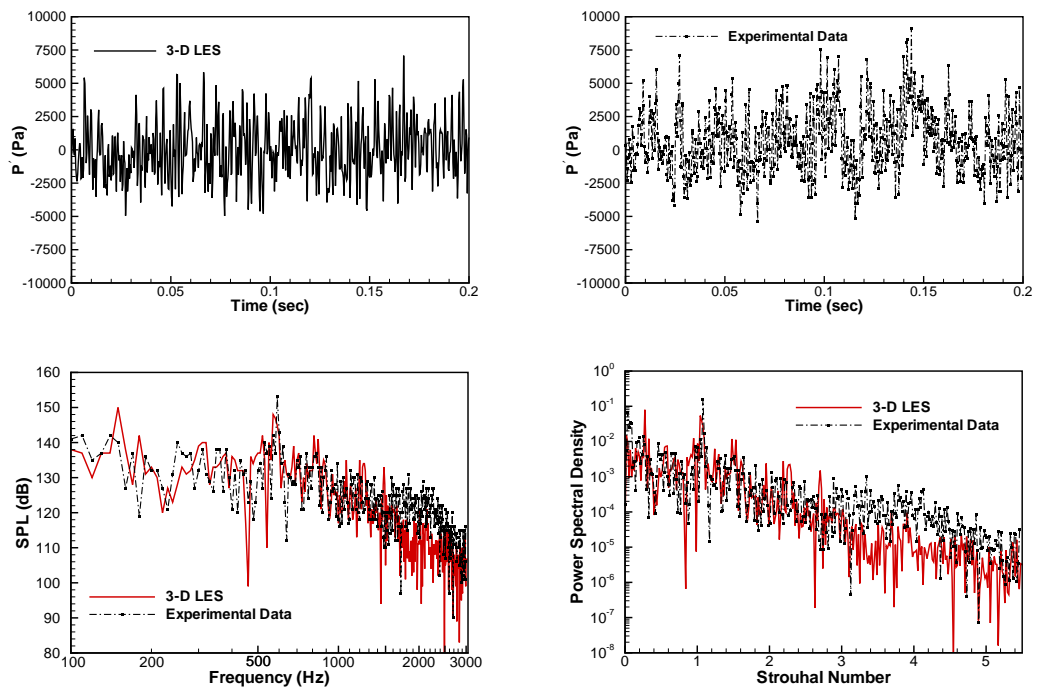 10000
7500
5000
2500
0
-2500
-5000
-7500
-10000
P′ (Pa)
3-D LES
0 0.05 0.1 0.15 0.2
Time (sec)
10000
7500
5000
2500
0
-2500
-5000
-7500
-10000
P′ (Pa)
Experimental Data
0 0.05 0.1 0.15 0.2
Time (sec)
160
150
140
130
120
110
100
90
80
SPL (dB)
3-D LES
Experimental Data
100 200 500 1000 2000 3000
Frequency (Hz)
10⁰
10⁻¹
10⁻²
10⁻³
10⁻⁴
10⁻⁵
10⁻⁶
10⁻⁷
10⁻⁸
Power Spectral Density
3-D LES
Experimental Data
0 1 2 3 4 5
Strouhal Number